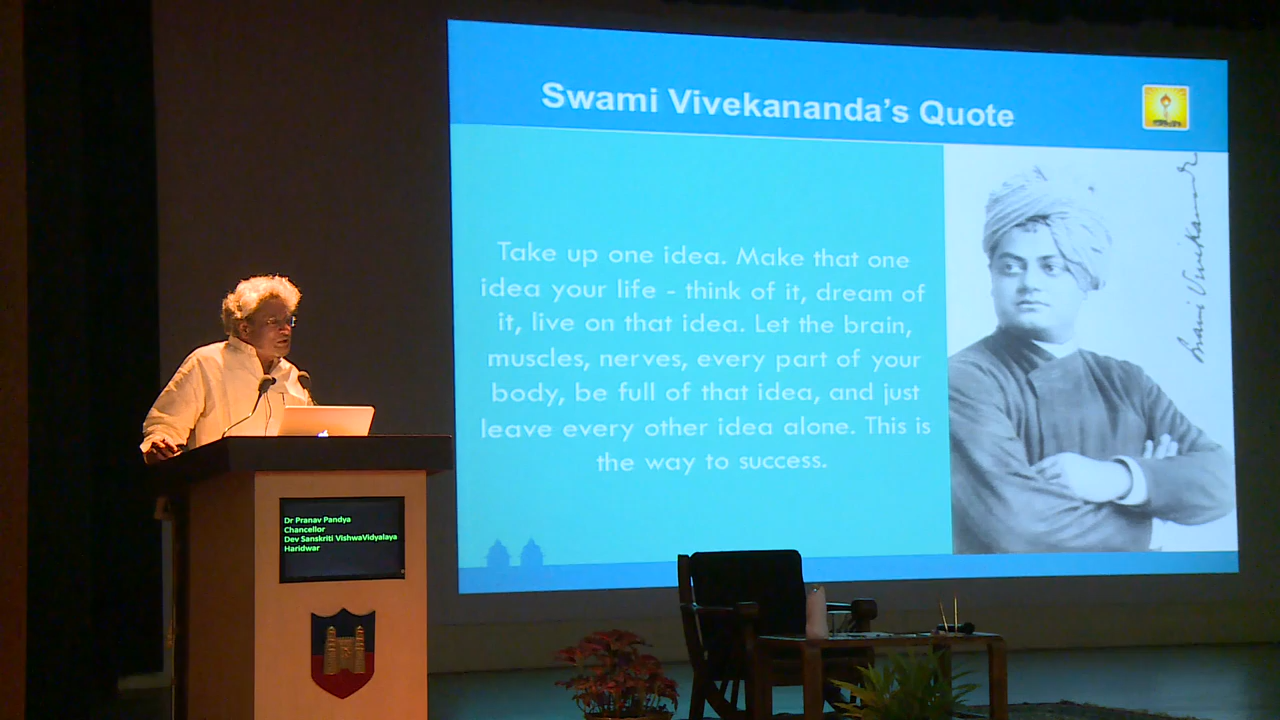 Swami Vivekananda's Quote
Take up one idea. Make that one
idea your life - think of it, dream of
it, live on that idea. Let the brain,
muscles, nerves, every part of your
body, be full of that idea, and just
leave every other idea alone. This is
the way to success.
Swami Vivekananda
Dr Pranav Pandya
Chancellor
Dev Sanskriti VishwaVidyalaya
Haridwar